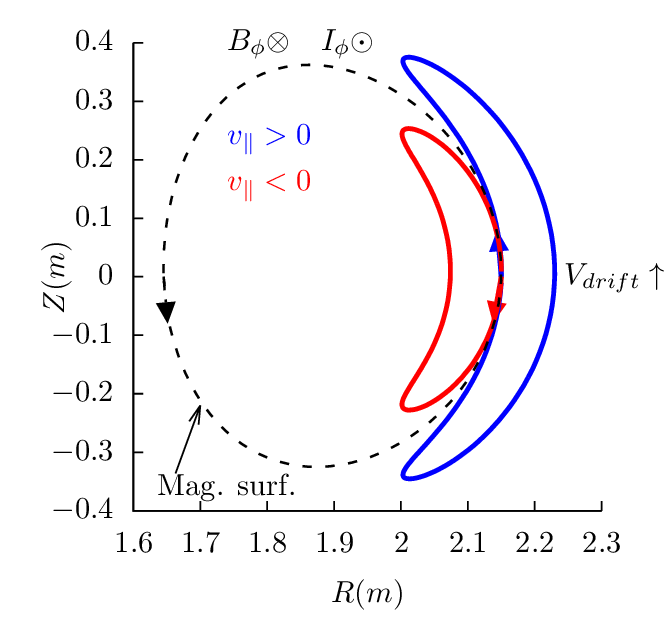 B_ϕ⊗ I_ϕ⊙
v_∥ > 0
v_∥ < 0
V_drift ↑
Mag. surf.
Z(m)
0.4
0.3
0.2
0.1
0
−0.1
−0.2
−0.3
−0.4
1.6 1.7 1.8 1.9 2 2.1 2.2 2.3
R(m)